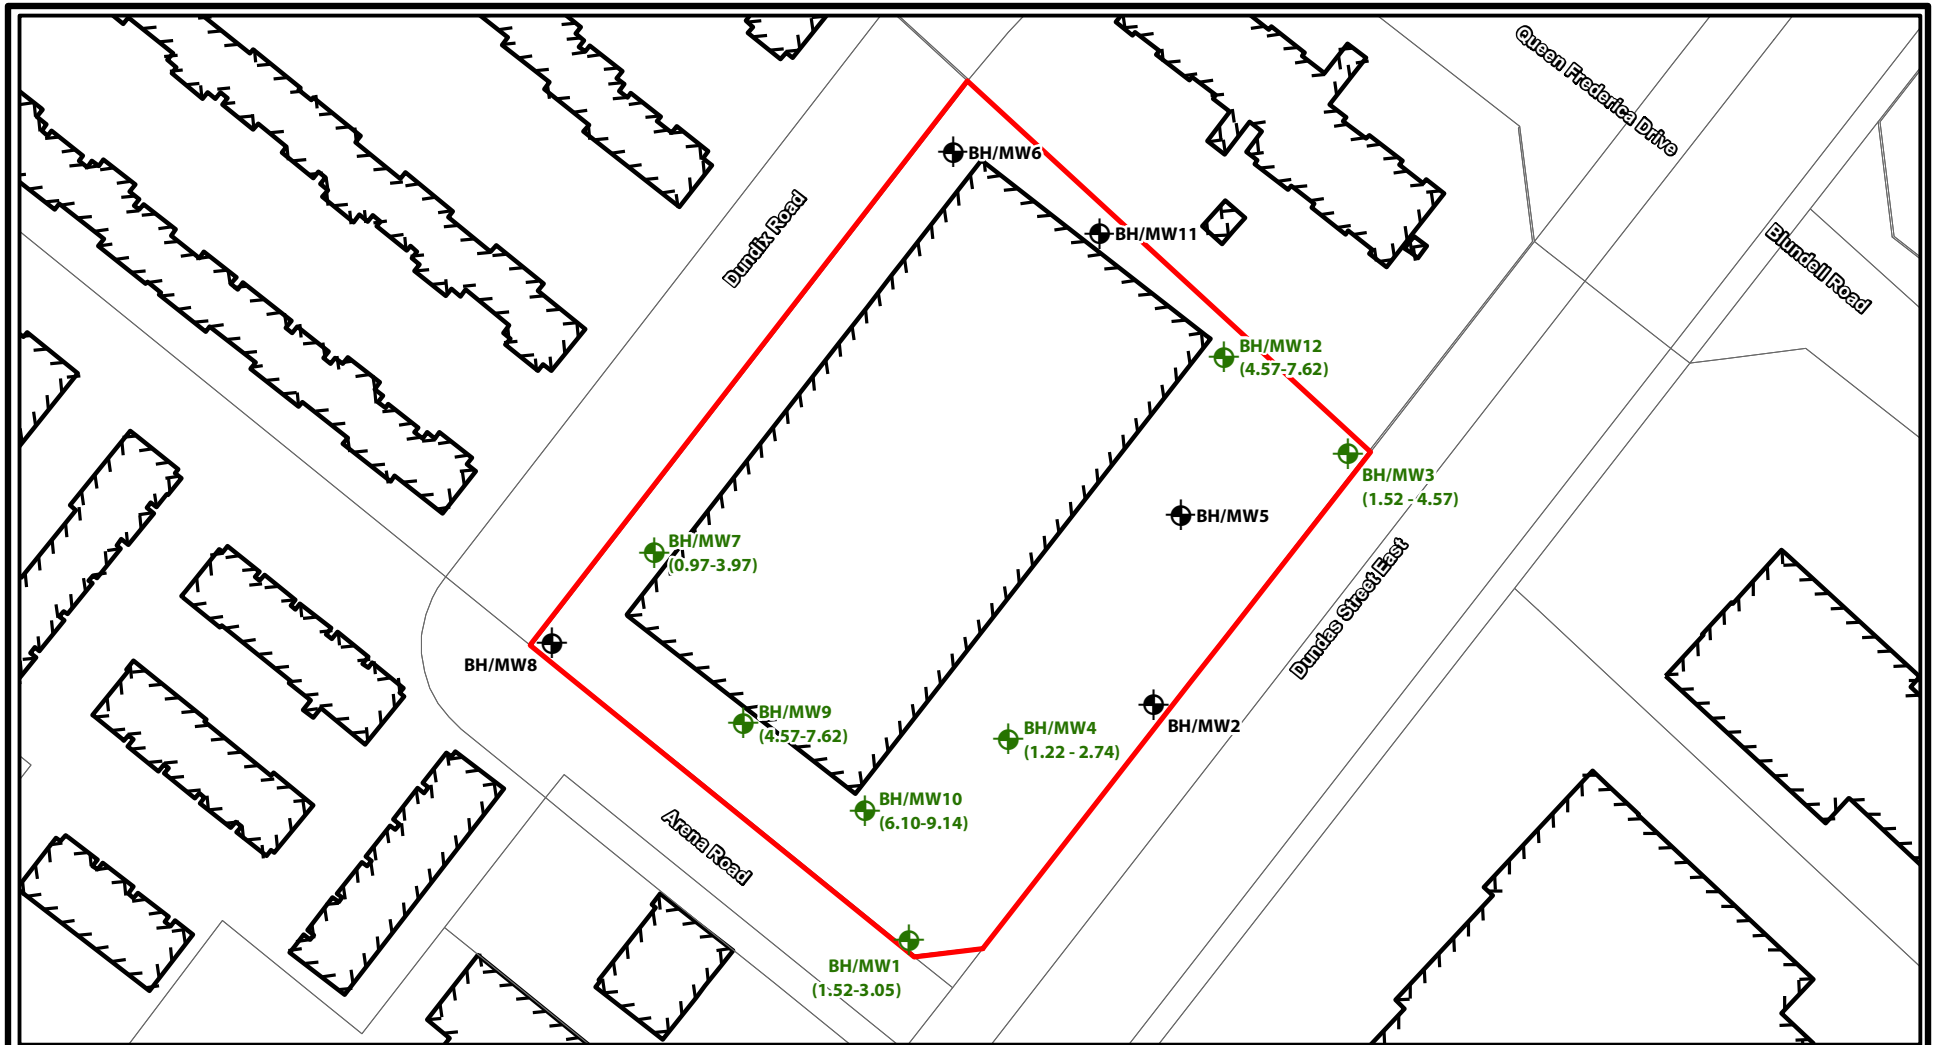 Queen Frederica Drive
BH/MW6
Dundix Road
BH/MW11
Blundell Road
BH/MW12
(4.57-7.62)
BH/MW3
(1.52 - 4.57)
BH/MW5
BH/MW7
(0.97-3.97)
Dundas Street East
BH/MW8
BH/MW9
(4.57-7.62)
BH/MW4
(1.22 - 2.74)
BH/MW2
BH/MW10
(6.10-9.14)
Arena Road
BH/MW1
(1.52-3.05)